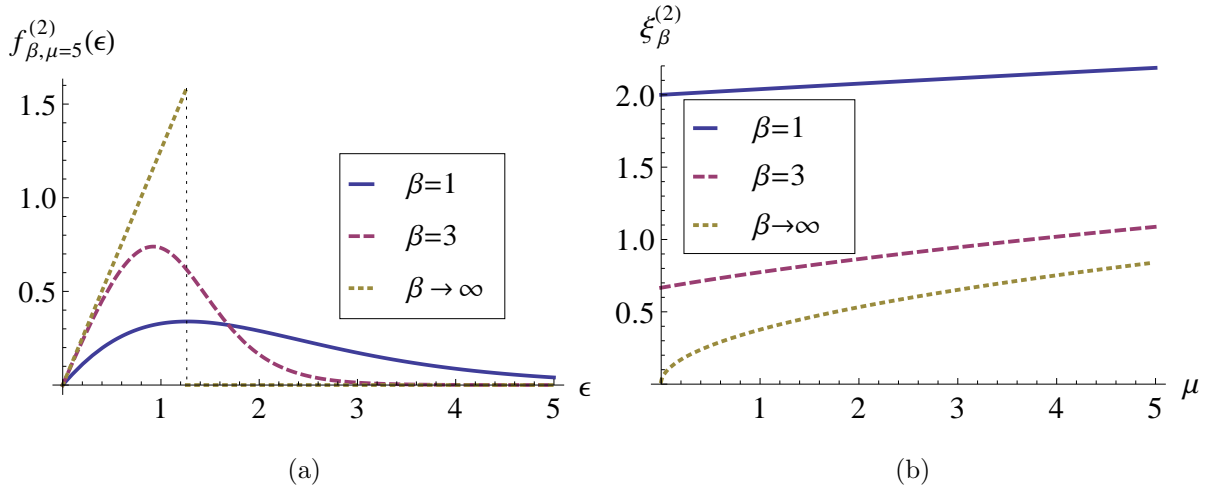 f^{(2)}_{β,μ=5}(ϵ)
1.5
1.0
0.5
1 2 3 4 5 ϵ
β=1
β=3
β→∞
(a)
ξ^{(2)}_β
2.0
1.5
1.0
0.5
1 2 3 4 5 μ
β=1
β=3
β→∞
(b)